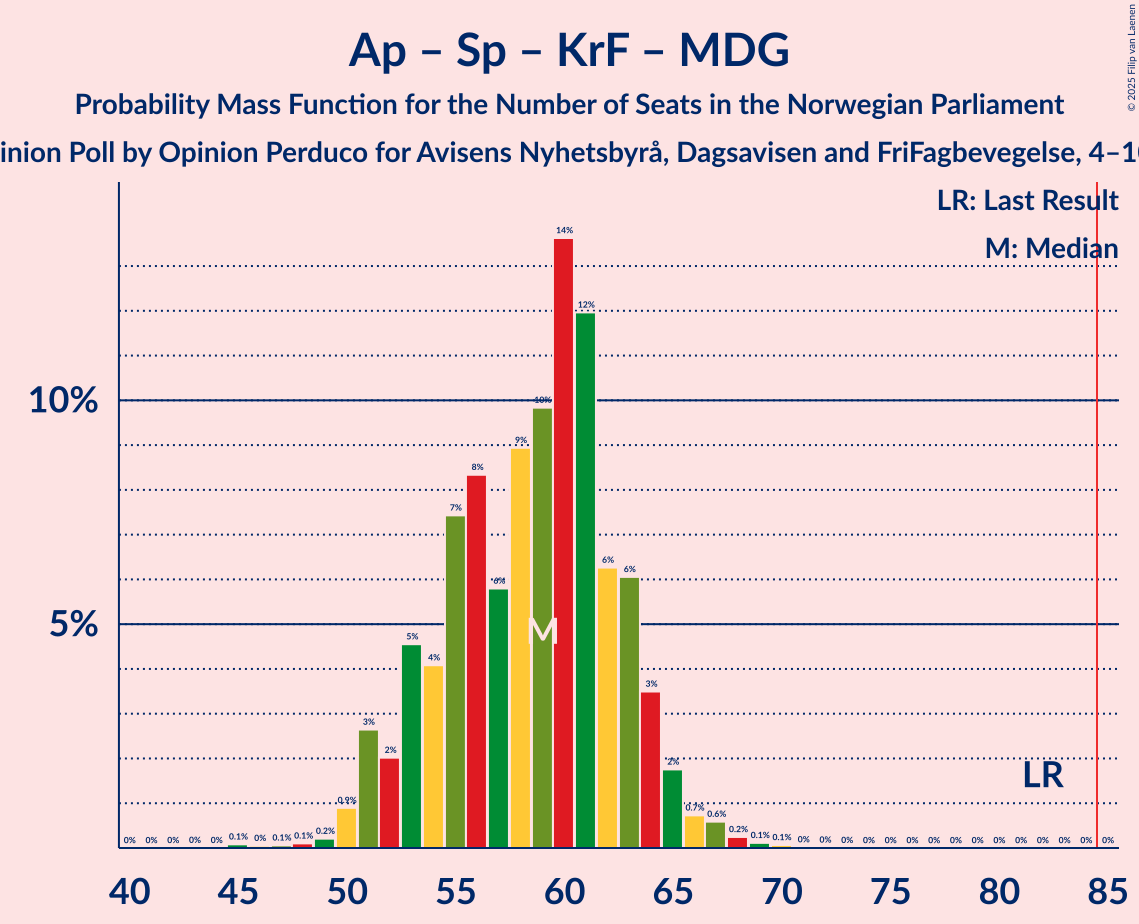 © 2025 Filip van Laenen
Ap – Sp – KrF – MDG
Probability Mass Function for the Number of Seats in the Norwegian Parliament
inion Poll by Opinion Perduco for Avisens Nyhetsbyrå, Dagsavisen and FriFagbevegelse, 4–10
LR: Last Result
M: Median
10%
5%
0% 0% 0% 0% 0% 0.1% 0% 0.1% 0.1% 0.2% 0.9% 3% 2% 5% 4% 7% 8% 6% 9% 10% 14% 12% 6% 6% 3% 2% 0.7% 0.6% 0.2% 0.1% 0.1% 0% 0% 0% 0% 0% 0% 0% 0% 0% 0% 0% 0% 0% 0% 0%
M
LR
40 45 50 55 60 65 70 75 80 85